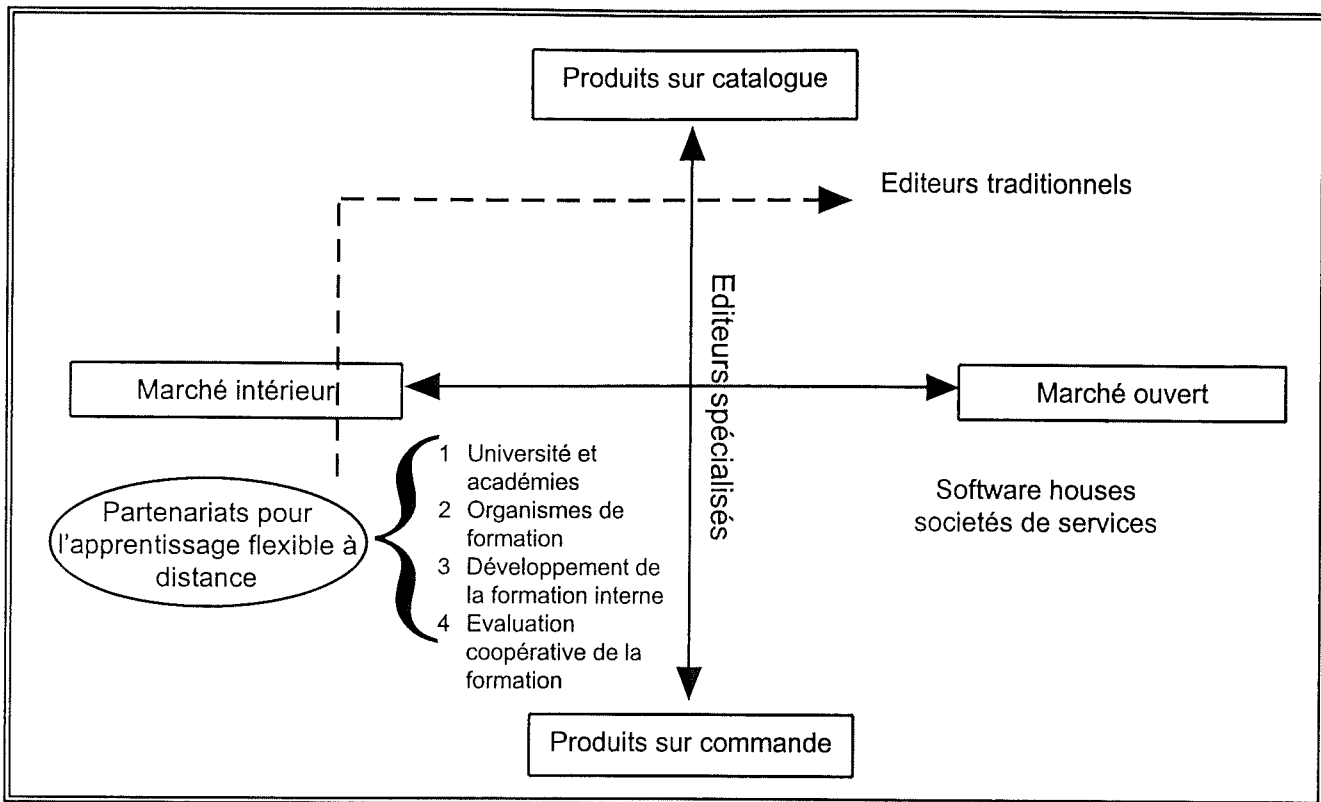 Produits sur catalogue
Editeurs traditionnels
Editeurs spécialisés
Marché intérieur
Marché ouvert
1 Université et
académies
2 Organismes de
formation
3 Développement de
la formation interne
4 Evaluation
coopérative de la
formation
Partenariats pour
l'apprentissage flexible à
distance
Software houses
societés de services
Produits sur commande